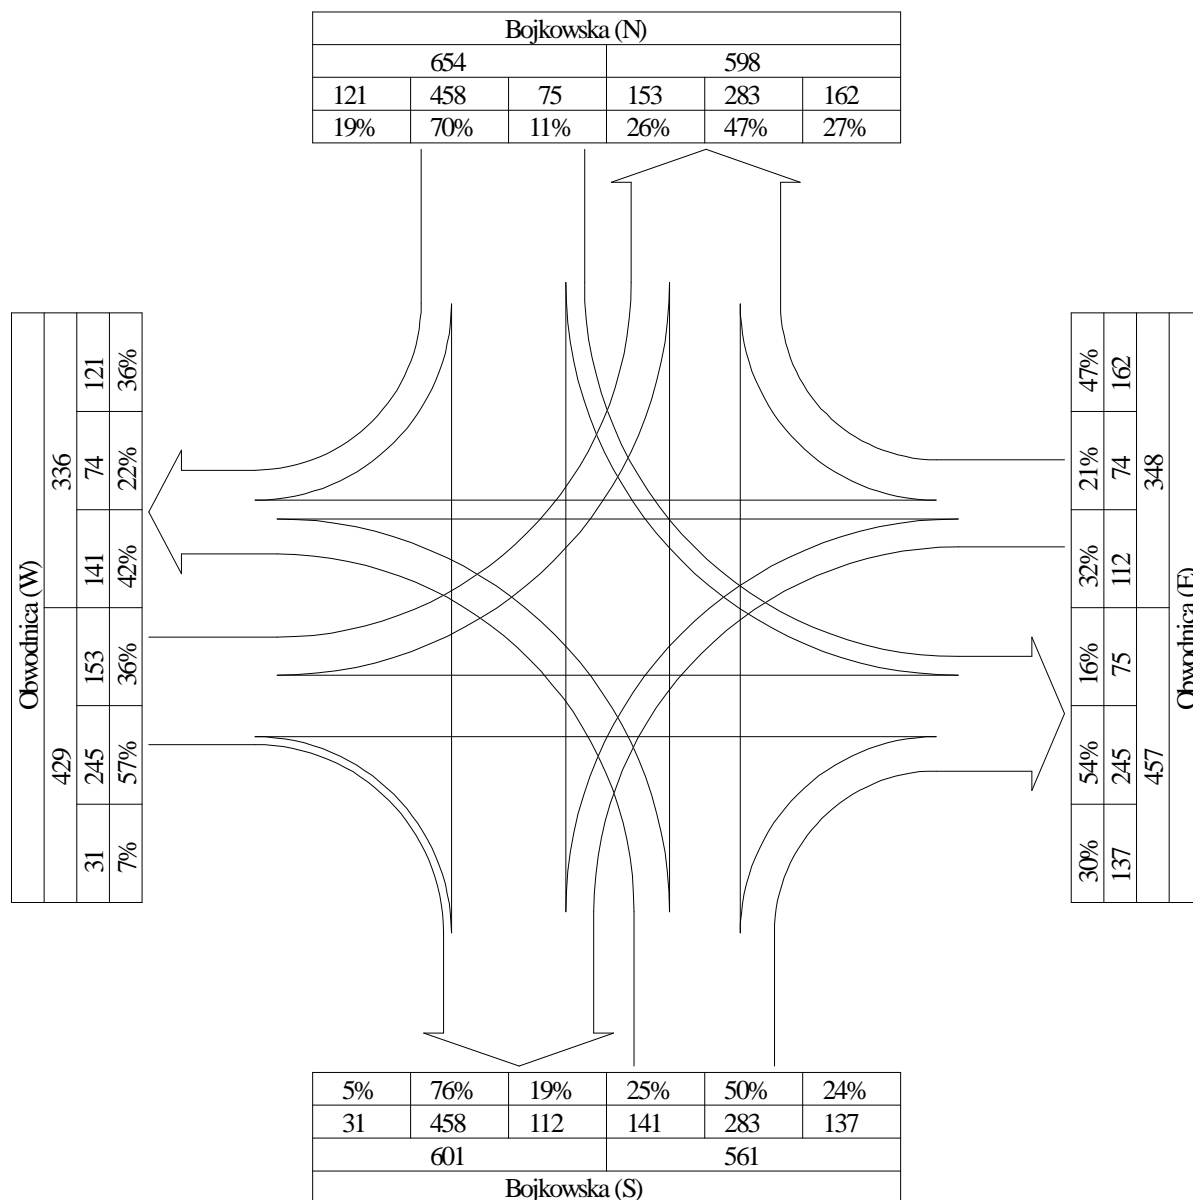 Bojkowska (N)
654 598
121 458 75 153 283 162
19% 70% 11% 26% 47% 27%
Obwodnica (W)
429 336
31 245 153 141 74 121
7% 57% 36% 42% 22% 36%
30% 54% 16% 32% 21% 47%
137 245 75 112 74 162
457 348
Obwodnica (E)
5% 76% 19% 25% 50% 24%
31 458 112 141 283 137
601 561
Bojkowska (S)